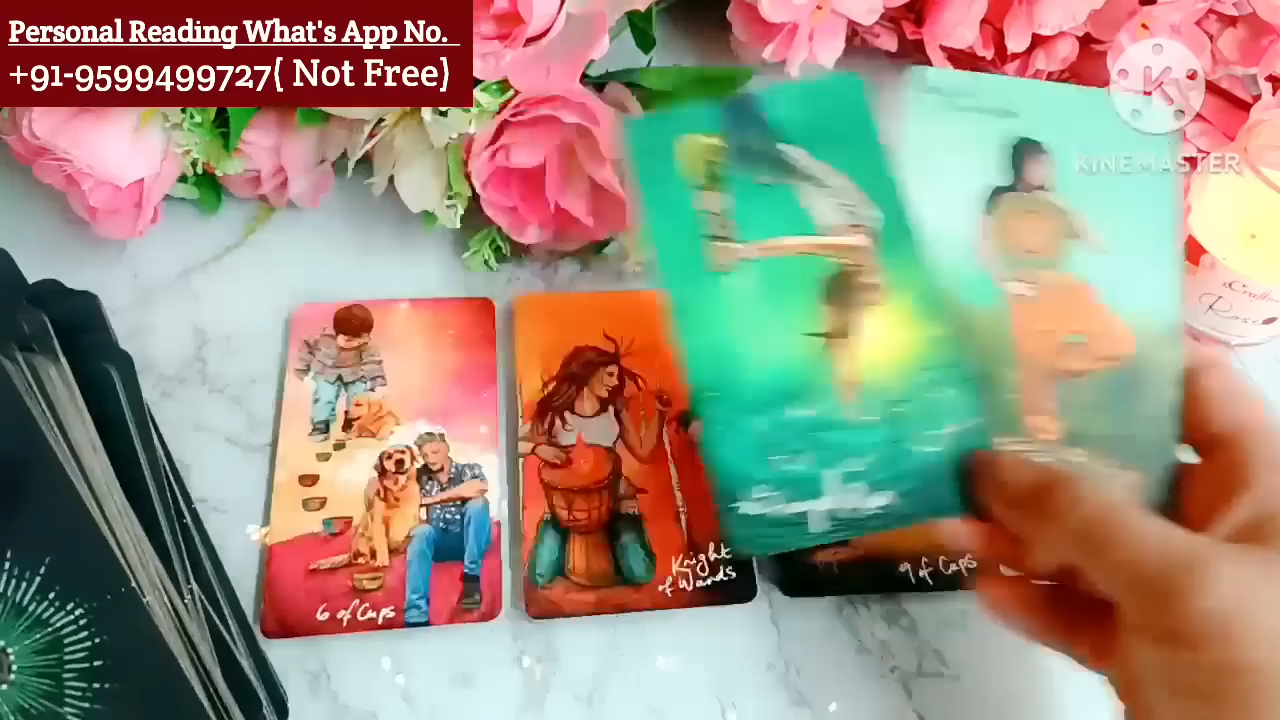 Personal Reading What's App No.
+91-9599499727( Not Free)
KINEMASTER
Rose
6 of Cups
Knight
of Wands
9 of Cups